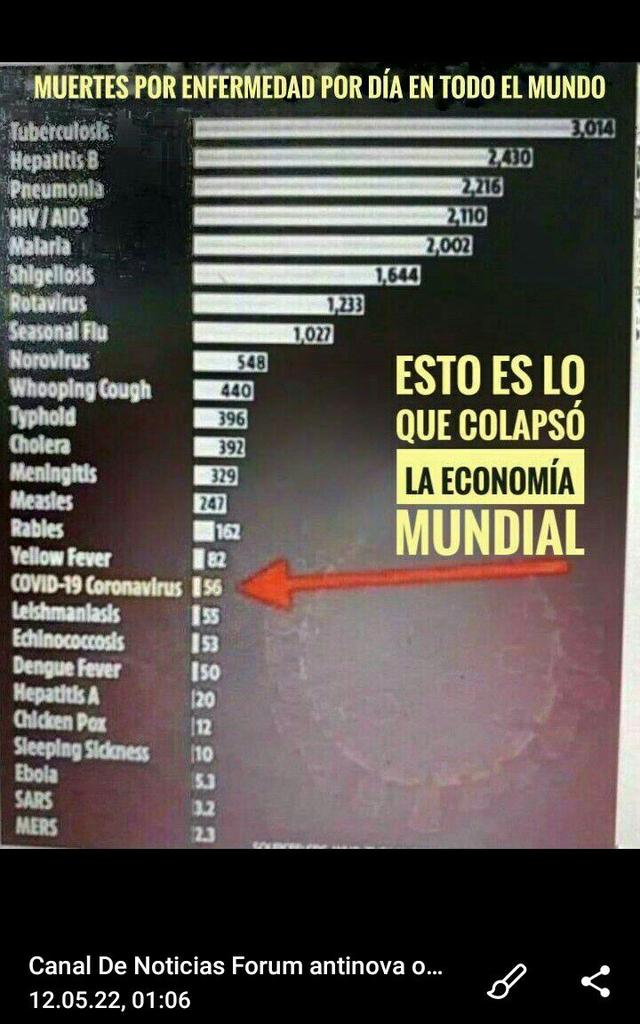 MUERTES POR ENFERMEDAD POR DÍA EN TODO EL MUNDO
Tuberculosis 3,014
Hepatitis B 2,430
Pneumonia 2,216
HIV/AIDS 2,110
Malaria 2,002
Shigellosis 1,644
Rotavirus 1,233
Seasonal Flu 1,027
Norovirus 548
Whooping Cough 440
Typhoid 396
Cholera 392
Meningitis 329
Measles 247
Rabies 162
Yellow Fever 82
COVID-19 Coronavirus 56
Leishmaniasis 55
Echinococcosis 53
Dengue Fever 50
Hepatitis A 20
Chicken Pox 12
Sleeping Sickness 10
Ebola 5.3
SARS 3.2
MERS 2.3
ESTO ES LO
QUE COLAPSÓ
LA ECONOMÍA
MUNDIAL
Canal De Noticias Forum antinova o...
12.05.22, 01:06